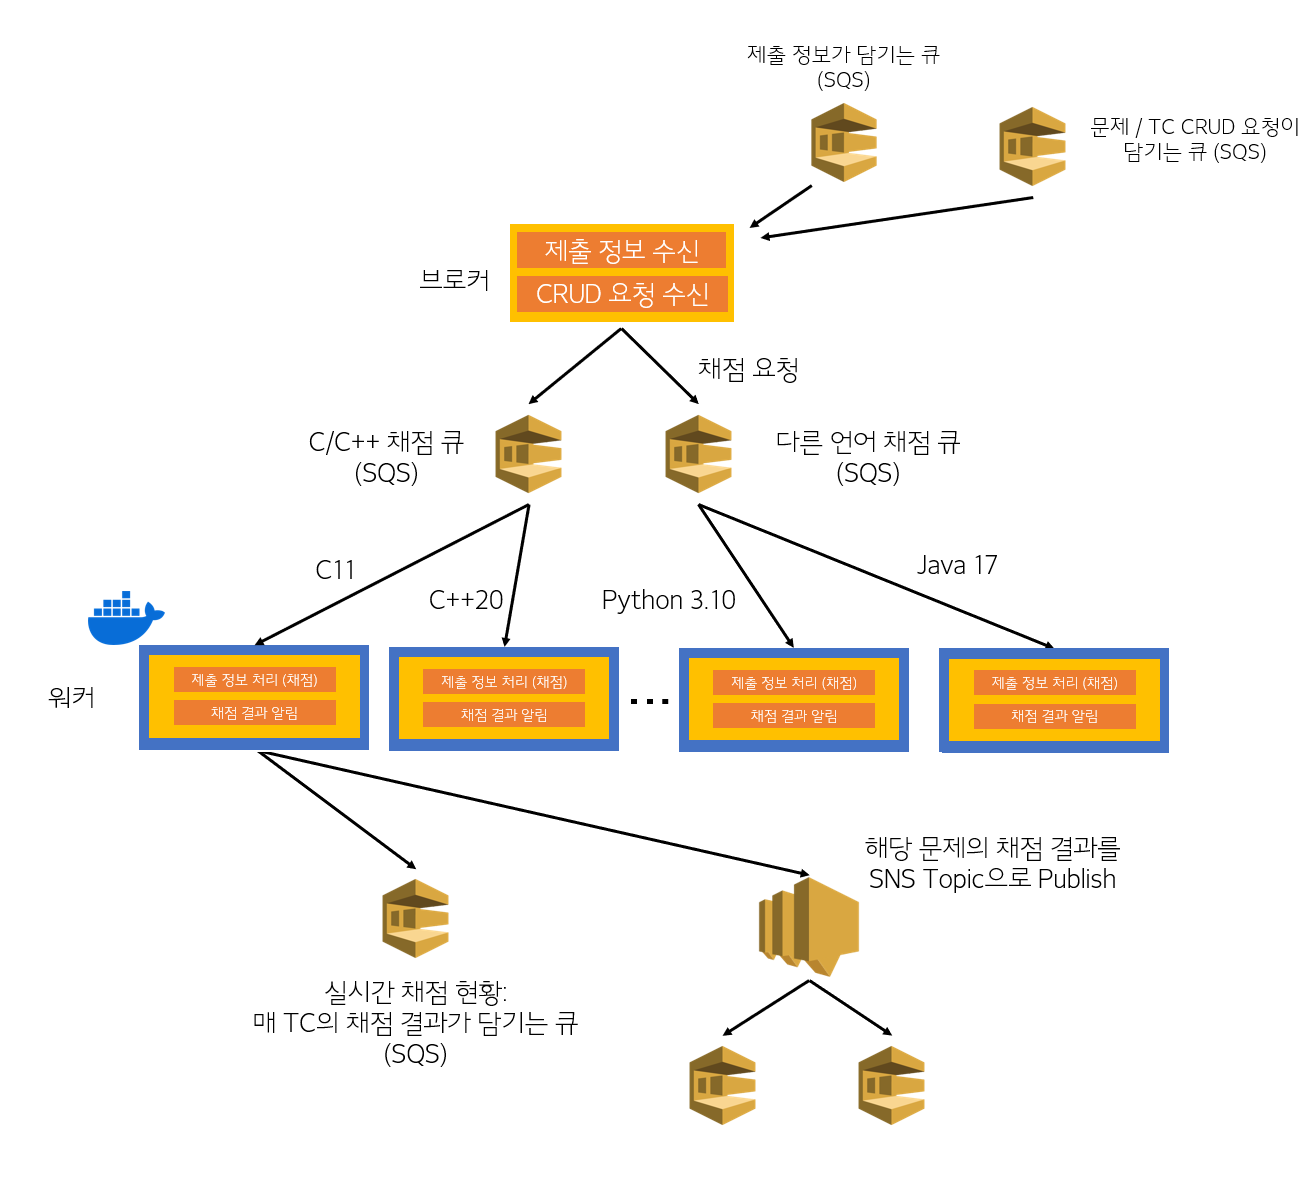 제출 정보가 담기는 큐
(SQS)
문제 / TC CRUD 요청이
담기는 큐 (SQS)
제출 정보 수신
브로커
CRUD 요청 수신
채점 요청
C/C++ 채점 큐
(SQS)
다른 언어 채점 큐
(SQS)
C11
C++20
Python 3.10
Java 17
워커
제출 정보 처리 (채점)
채점 결과 알림
제출 정보 처리 (채점)
채점 결과 알림
...
제출 정보 처리 (채점)
채점 결과 알림
제출 정보 처리 (채점)
채점 결과 알림
해당 문제의 채점 결과를
SNS Topic으로 Publish
실시간 채점 현황:
매 TC의 채점 결과가 담기는 큐
(SQS)